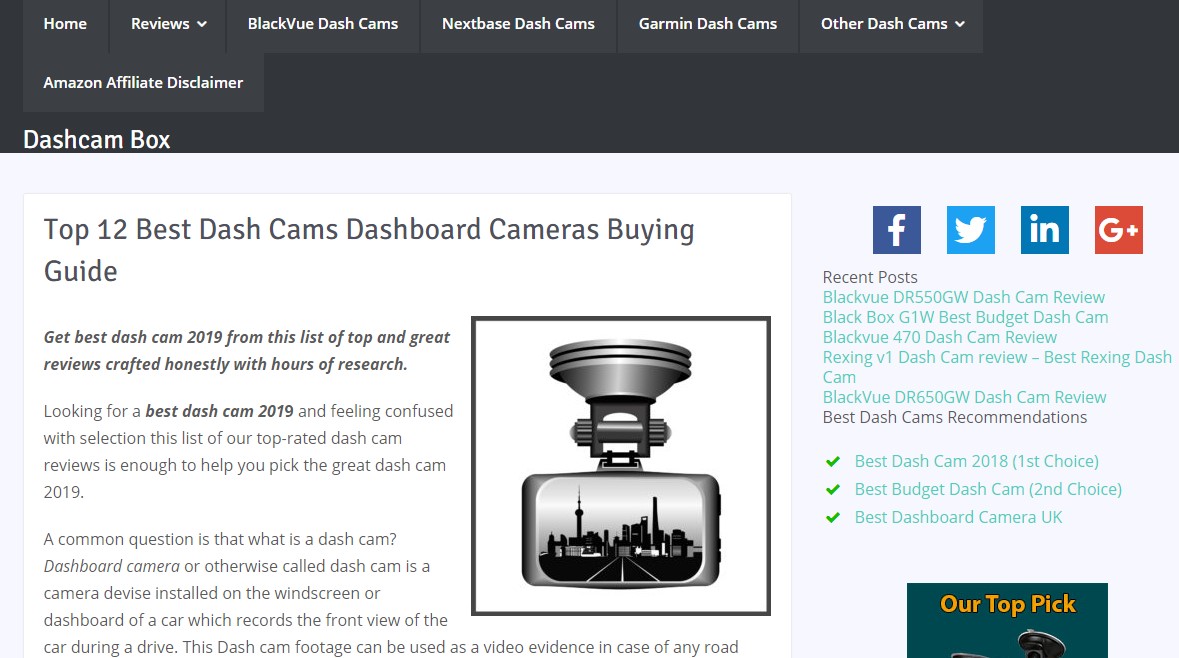 Home Reviews BlackVue Dash Cams Nextbase Dash Cams Garmin Dash Cams Other Dash Cams
Amazon Affiliate Disclaimer
Dashcam Box
Top 12 Best Dash Cams Dashboard Cameras Buying
Guide
Get best dash cam 2019 from this list of top and great
reviews crafted honestly with hours of research.
Looking for a best dash cam 2019 and feeling confused
with selection this list of our top-rated dash cam
reviews is enough to help you pick the great dash cam
2019.
A common question is that what is a dash cam?
Dashboard camera or otherwise called dash cam is a
camera devise installed on the windscreen or
dashboard of a car which records the front view of the
car during a drive. This Dash cam footage can be used as a video evidence in case of any road
f
in
G+
Recent Posts
Blackvue DR550GW Dash Cam Review
Black Box G1W Best Budget Dash Cam
Blackvue 470 Dash Cam Review
Rexing v1 Dash Cam review – Best Rexing Dash
Cam
BlackVue DR650GW Dash Cam Review
Best Dash Cams Recommendations
Best Dash Cam 2018 (1st Choice)
Best Budget Dash Cam (2nd Choice)
Best Dashboard Camera UK
Our Top Pick